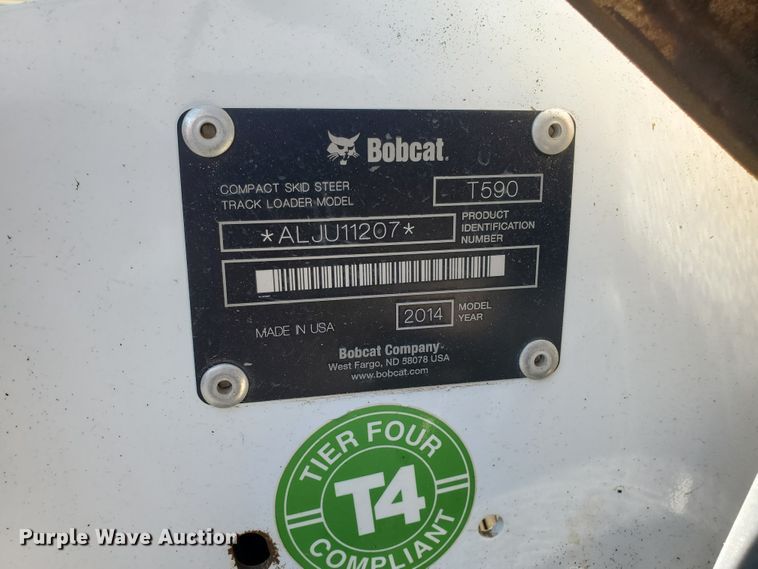 Bobcat.
COMPACT SKID STEER
TRACK LOADER MODEL
T590
*ALJU11207*
PRODUCT
IDENTIFICATION
NUMBER
MADE IN USA
2014
MODEL
YEAR
Bobcat Company
West Fargo, ND 58078 USA
www.bobcat.com
TIER FOUR
T4
COMPLIANT
Purple Wave Auction